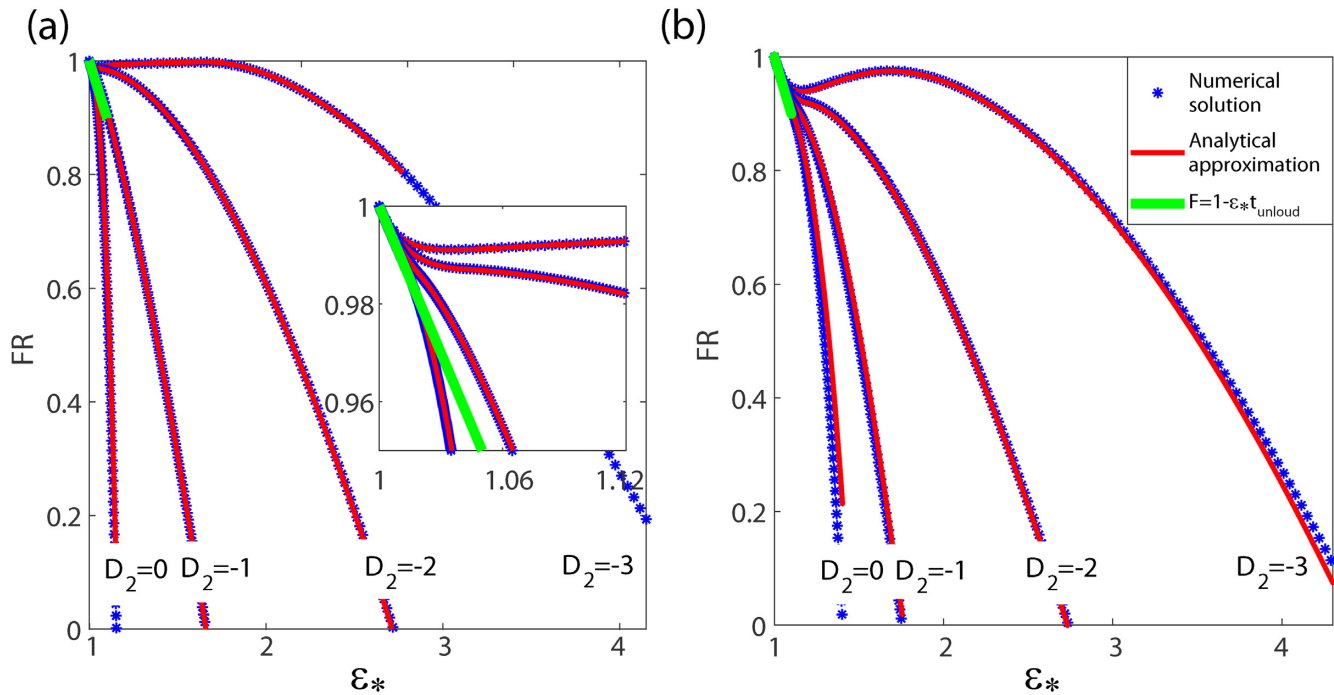 (a)
1
0.8
0.6
0.4
0.2
0
FR
1
0.98
0.96
1
1.06
1.12
D2=0
D2=-1
D2=-2
D2=-3
1
2
3
4
ε*
(b)
1
0.8
0.6
0.4
0.2
0
FR
Numerical
solution
Analytical
approximation
F=1-ε*tunloud
D2=0
D2=-1
D2=-2
D2=-3
1
2
3
4
ε*